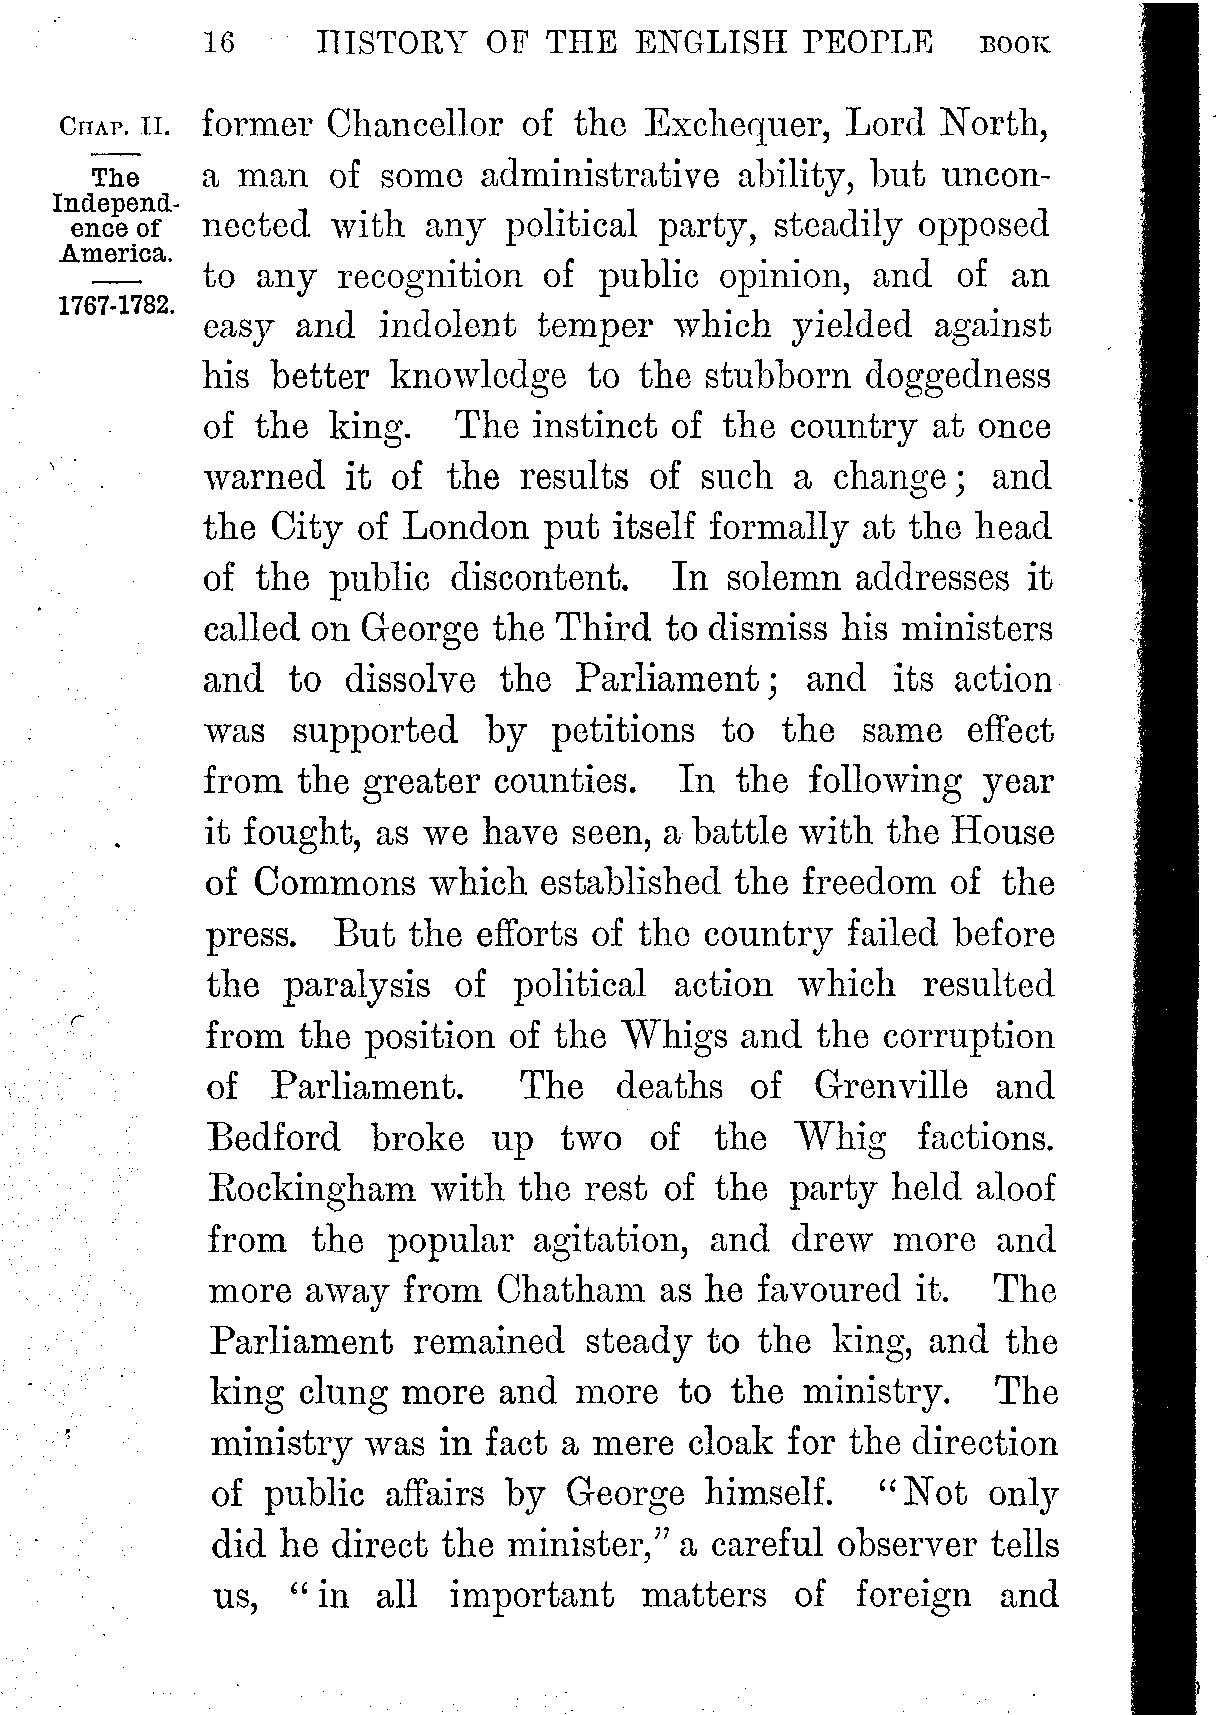 16 HISTORY OF THE ENGLISH PEOPLE BOOK
CHAP. II.
The
Independ-
ence of
America.
1767-1782.
former Chancellor of the Exchequer, Lord North,
a man of some administrative ability, but uncon-
nected with any political party, steadily opposed
to any recognition of public opinion, and of an
easy and indolent temper which yielded against
his better knowledge to the stubborn doggedness
of the king. The instinct of the country at once
warned it of the results of such a change; and
the City of London put itself formally at the head
of the public discontent. In solemn addresses it
called on George the Third to dismiss his ministers
and to dissolve the Parliament; and its action
was supported by petitions to the same effect
from the greater counties. In the following year
it fought, as we have seen, a battle with the House
of Commons which established the freedom of the
press. But the efforts of the country failed before
the paralysis of political action which resulted
from the position of the Whigs and the corruption
of Parliament. The deaths of Grenville and
Bedford broke up two of the Whig factions.
Rockingham with the rest of the party held aloof
from the popular agitation, and drew more and
more away from Chatham as he favoured it. The
Parliament remained steady to the king, and the
king clung more and more to the ministry. The
ministry was in fact a mere cloak for the direction
of public affairs by George himself. "Not only
did he direct the minister," a careful observer tells
us, "in all important matters of foreign and